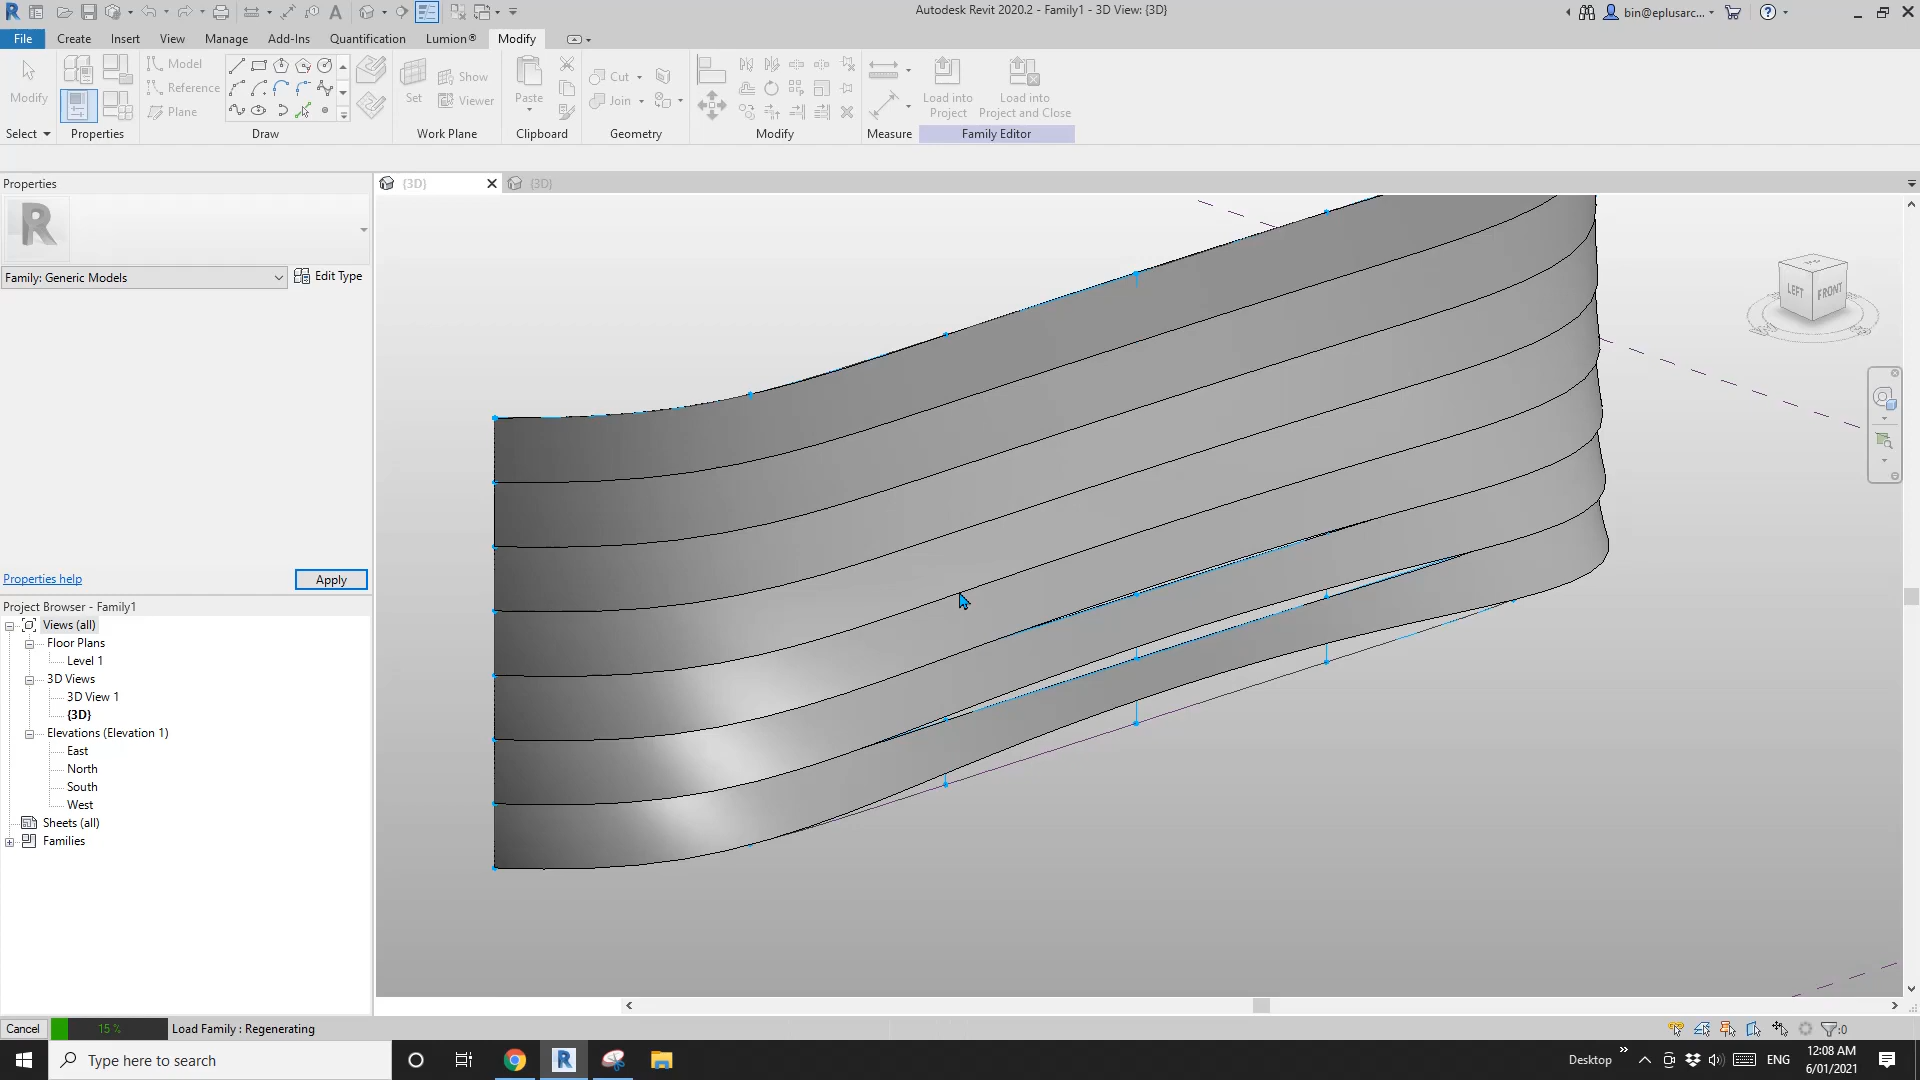 Autodesk Revit 2020.2 - Family1 - 3D View: {3D}
bin@eplusarc...
File
Create
Insert
View
Manage
Add-Ins
Quantification
Lumion®
Modify
Modify
Model
Reference
Plane
Set
Show
Viewer
Paste
Cut
Join
Load into
Project
Load into
Project and Close
Select
Properties
Draw
Work Plane
Clipboard
Geometry
Modify
Measure
Family Editor
Properties
{3D}
{3D}
R
Family: Generic Models
Edit Type
LEFT
FRONT
Properties help
Apply
Project Browser - Family1
Views (all)
Floor Plans
Level 1
3D Views
3D View 1
{3D}
Elevations (Elevation 1)
East
North
South
West
Sheets (all)
Families
Cancel
15 %
Load Family : Regenerating
:0
Type here to search
Desktop
ENG
12:08 AM
6/01/2021